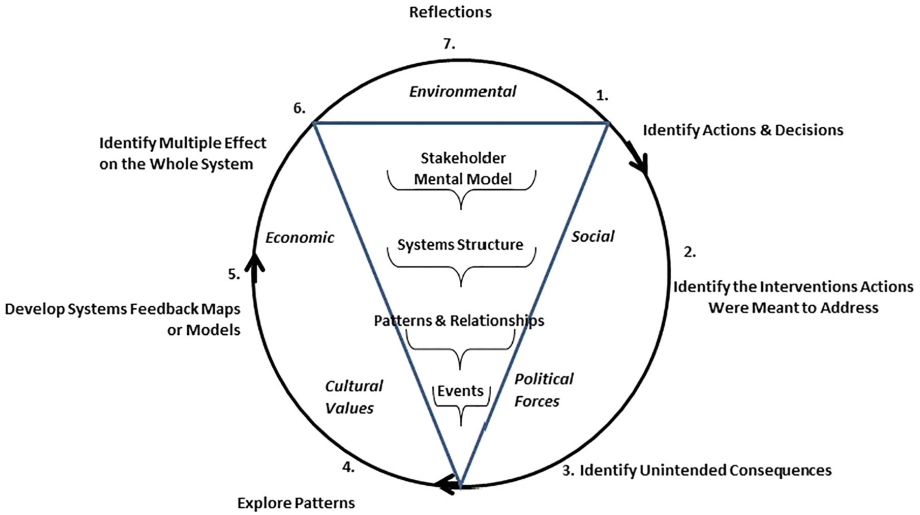 Reflections
7.
Environmental
1.
6.
Identify Actions & Decisions
Identify Multiple Effect
on the Whole System
Stakeholder
Mental Model
Economic
Systems Structure
Social
2.
5.
Identify the Interventions Actions
Were Meant to Address
Develop Systems Feedback Maps
or Models
Patterns & Relationships
Cultural
Values
Events
Political
Forces
4.
3. Identify Unintended Consequences
Explore Patterns